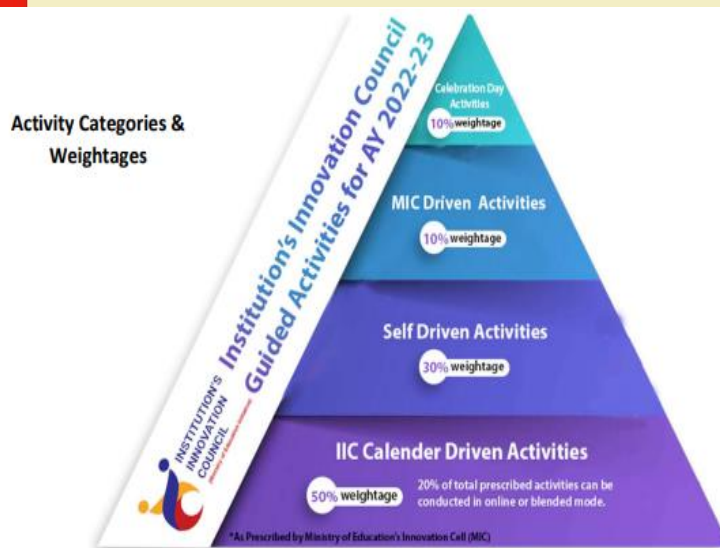 Activity Categories &
Weightages
Institution's Innovation Council
Guided Activities for AY 2022-23
INSTITUTION'S
INNOVATION
COUNCIL
Celebration Day
Activities
10% weightage
MIC Driven Activities
10% weightage
Self Driven Activities
30% weightage
IIC Calender Driven Activities
50% weightage
20% of total prescribed activities can be
conducted in online or blended mode.
*As Prescribed by Ministry of Education's Innovation Cell (MIC)